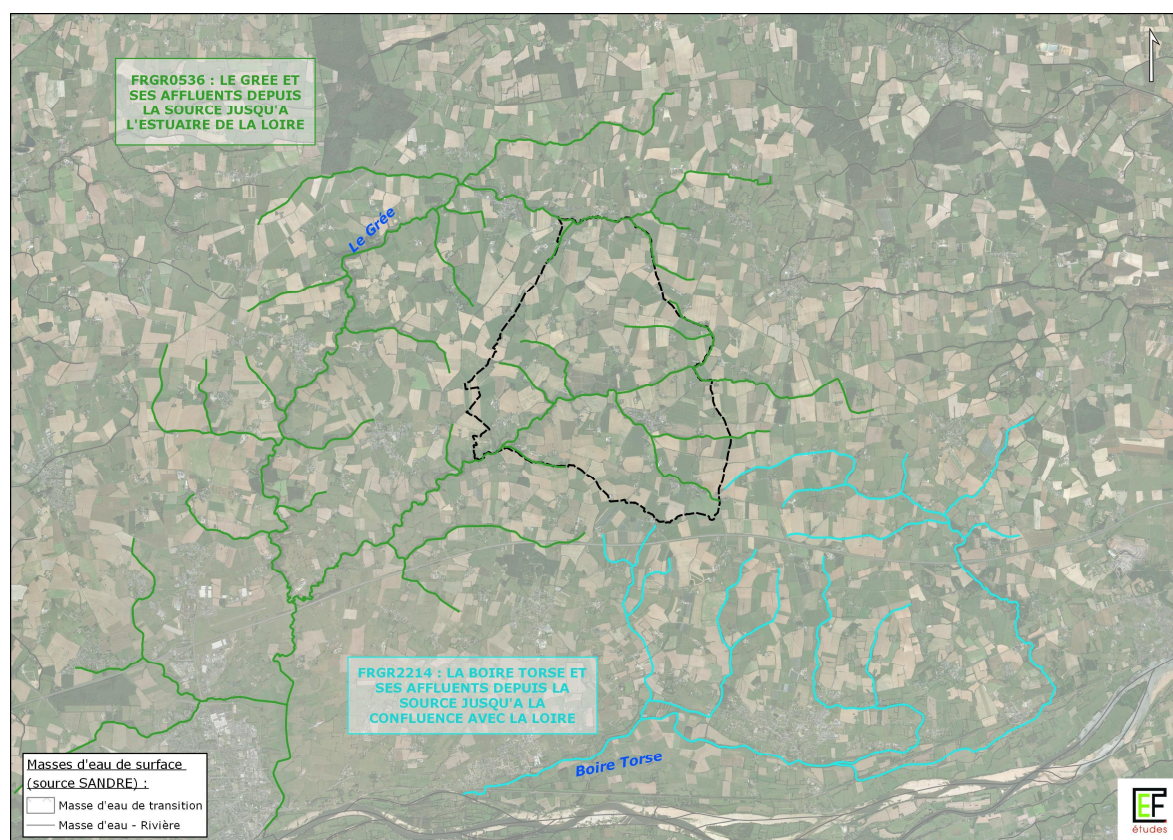 FRGR0536 : LE GREE ET
SES AFFLUENTS DEPUIS
LA SOURCE JUSQU'A
L'ESTUAIRE DE LA LOIRE
Le Grée
FRGR2214 : LA BOIRE TORSE ET
SES AFFLUENTS DEPUIS LA
SOURCE JUSQU'A LA
CONFLUENCE AVEC LA LOIRE
Boire Torse
Masses d'eau de surface
(source SANDRE) :
Masse d'eau de transition
Masse d'eau - Rivière
EF
études